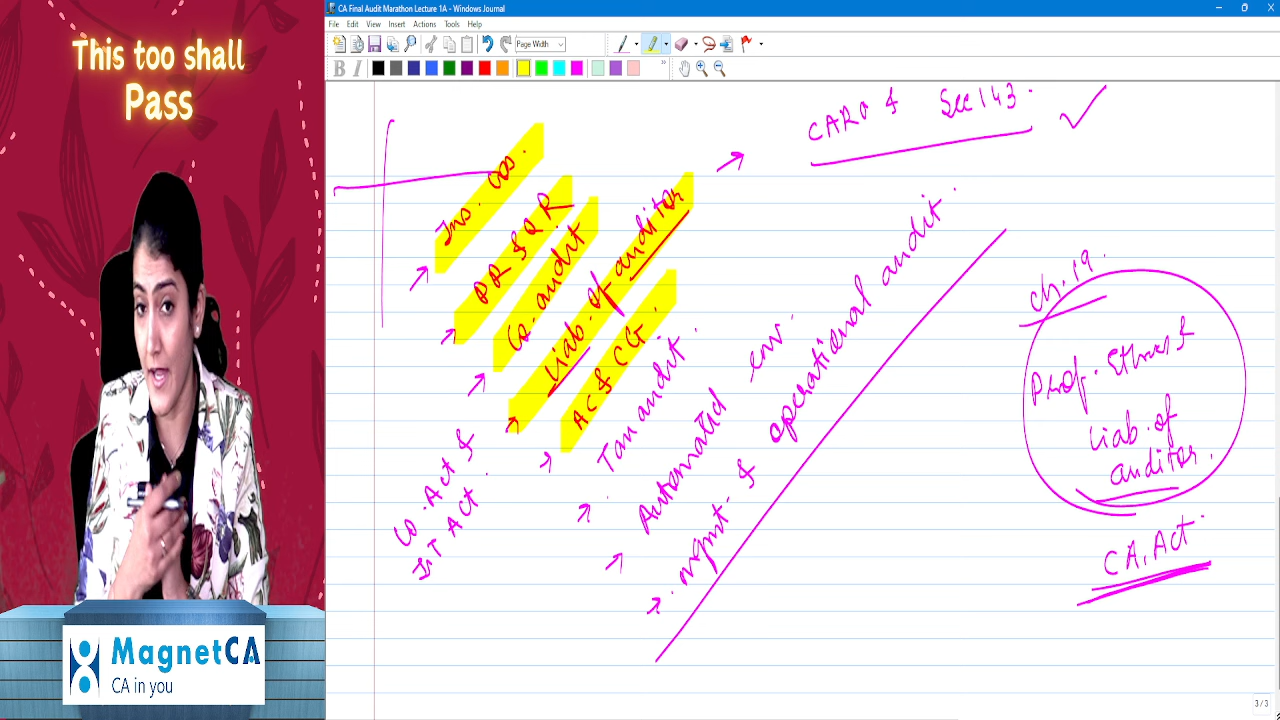 This too shall
Pass
MagnetCA
CA in you
CA Final Audit Marathon Lecture 1A - Windows Journal
File Edit View Insert Actions Tools Help
Page Width
B I
CARO & Sec 143.
Ins. cos.
PR & QR
Co. audit
Liab. of auditor
AC & CG.
Co. Act &
IT Act.
Tax audit.
Automated env.
mgmt. & operational audit.
Ch. 19.
Prof. Ethics &
Liab. of
auditor.
CA. Act.
3/3